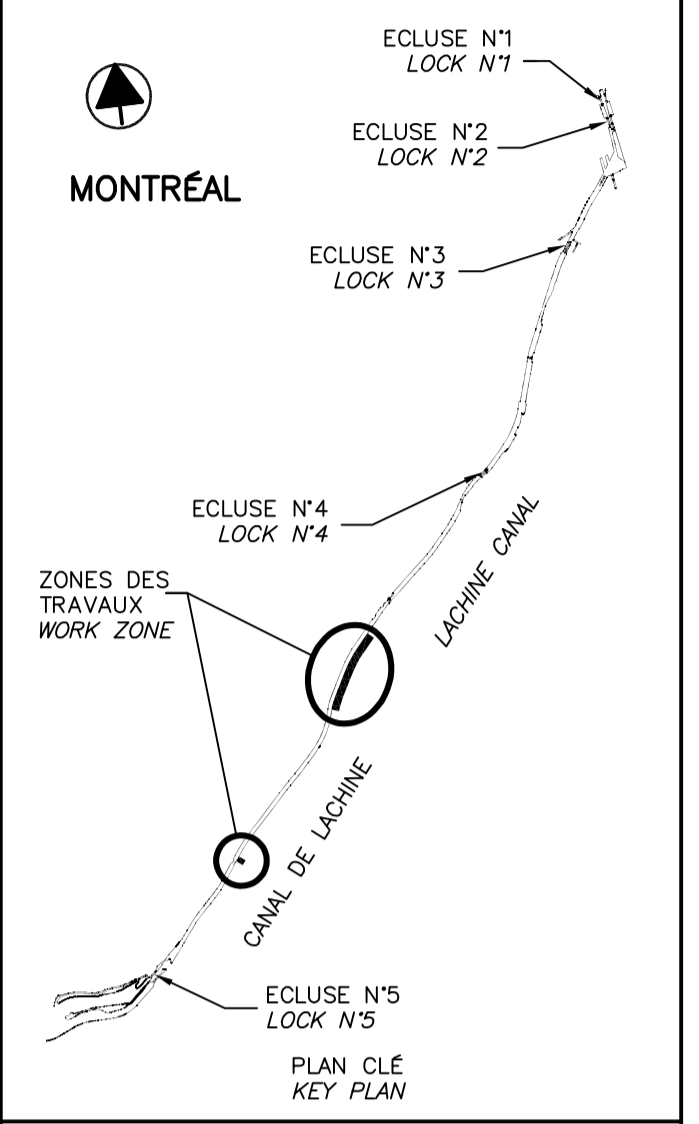 ECLUSE N°1
LOCK N°1
ECLUSE N°2
LOCK N°2
MONTRÉAL
ECLUSE N°3
LOCK N°3
ECLUSE N°4
LOCK N°4
LACHINE CANAL
ZONES DES
TRAVAUX
WORK ZONE
CANAL DE LACHINE
ECLUSE N°5
LOCK N°5
PLAN CLÉ
KEY PLAN